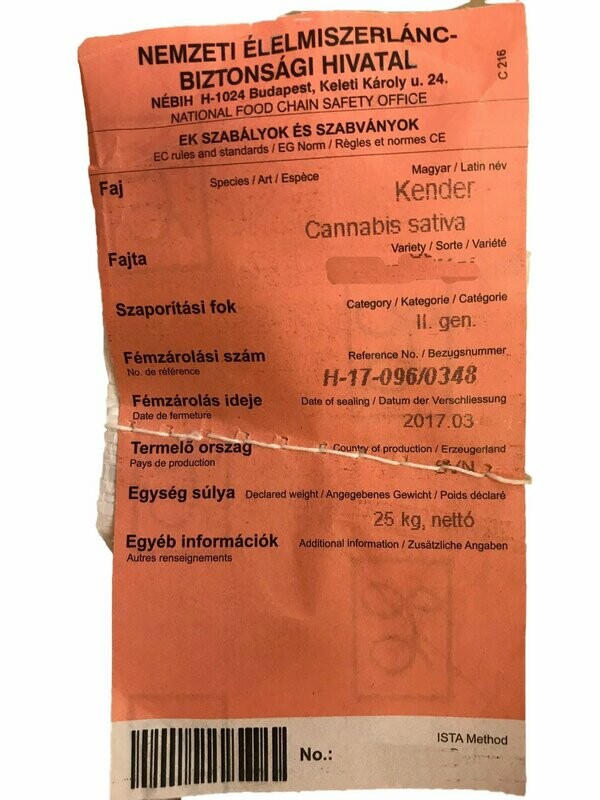 NEMZETI ÉLELMISZERLÁNC-
BIZTONSÁGI HIVATAL
NÉBIH H-1024 Budapest, Keleti Károly u. 24.
NATIONAL FOOD CHAIN SAFETY OFFICE
C 216
EK SZABÁLYOK ÉS SZABVÁNYOK
EC rules and standards / EG Norm / Règles et normes CE
Faj Species / Art / Espèce Magyar / Latin név
Kender
Cannabis sativa
Fajta Variety / Sorte / Variété
Szaporítási fok Category / Kategorie / Catégorie
II. gen.
Fémzárolási szám Reference No. / Bezugsnummer
No. de référence
H-17-096/0348
Fémzárolás ideje Date of sealing / Datum der Verschliessung
Date de fermeture
2017.03
Termelő ország Country of production / Erzeugerland
Pays de production
Egység súlya Declared weight / Angegebenes Gewicht / Poids déclaré
25 kg, nettó
Egyéb információk Additional information / Zusätzliche Angaben
Autres renseignements
ISTA Method
No.: